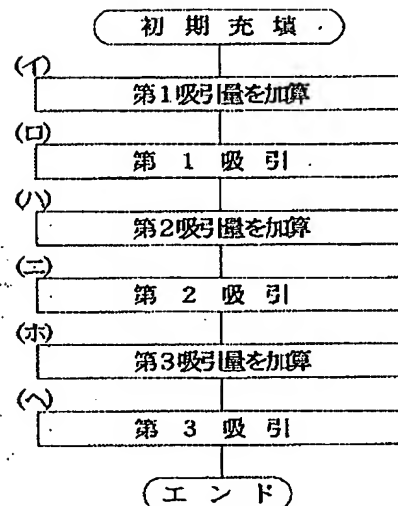 初期充填
(イ)
第1吸引量を加算
(ロ)
第1吸引
(ハ)
第2吸引量を加算
(ニ)
第2吸引
(ホ)
第3吸引量を加算
(ヘ)
第3吸引
エンド